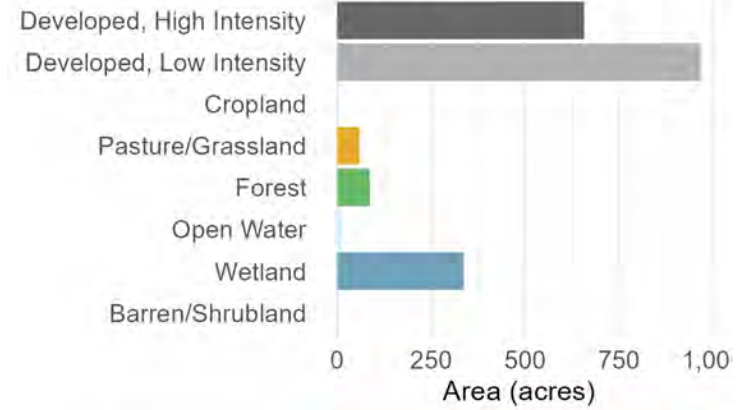 Developed, High Intensity
Developed, Low Intensity
Cropland
Pasture/Grassland
Forest
Open Water
Wetland
Barren/Shrubland
0 250 500 750 1,00
Area (acres)